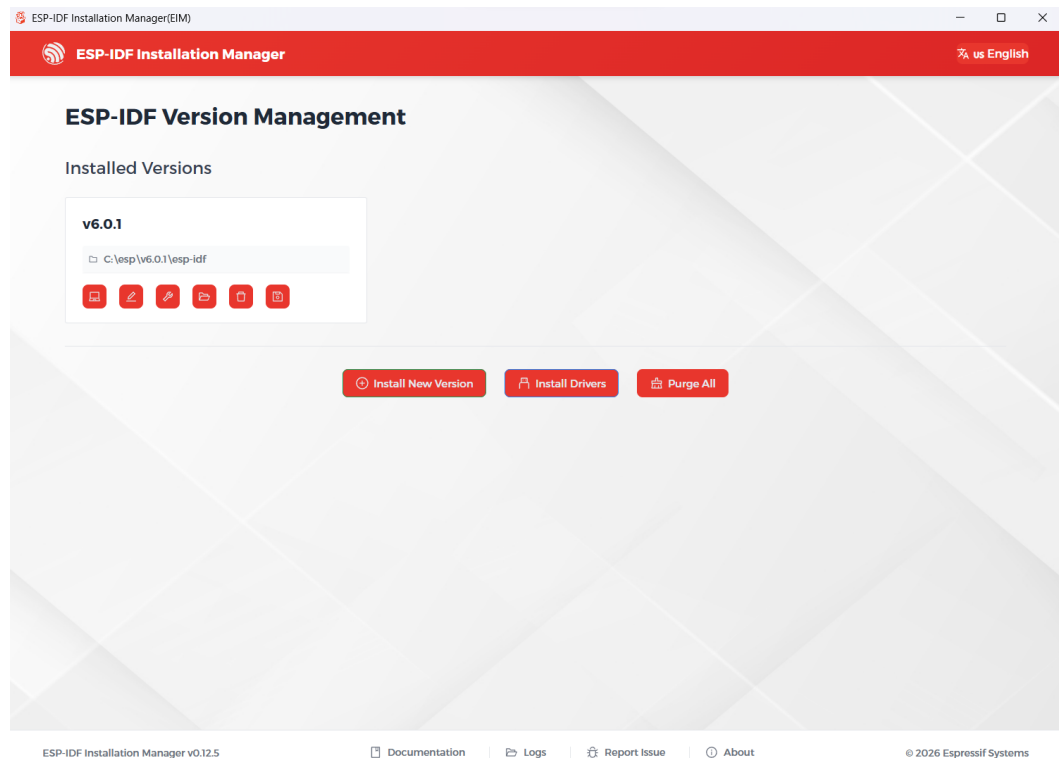 ESP-IDF Installation Manager(EIM)
ESP-IDF Installation Manager
us English
ESP-IDF Version Management
Installed Versions
v6.0.1
C:\esp\v6.0.1\esp-idf
Install New Version
Install Drivers
Purge All
ESP-IDF Installation Manager v0.12.5
Documentation
Logs
Report Issue
About
© 2026 Espressif Systems